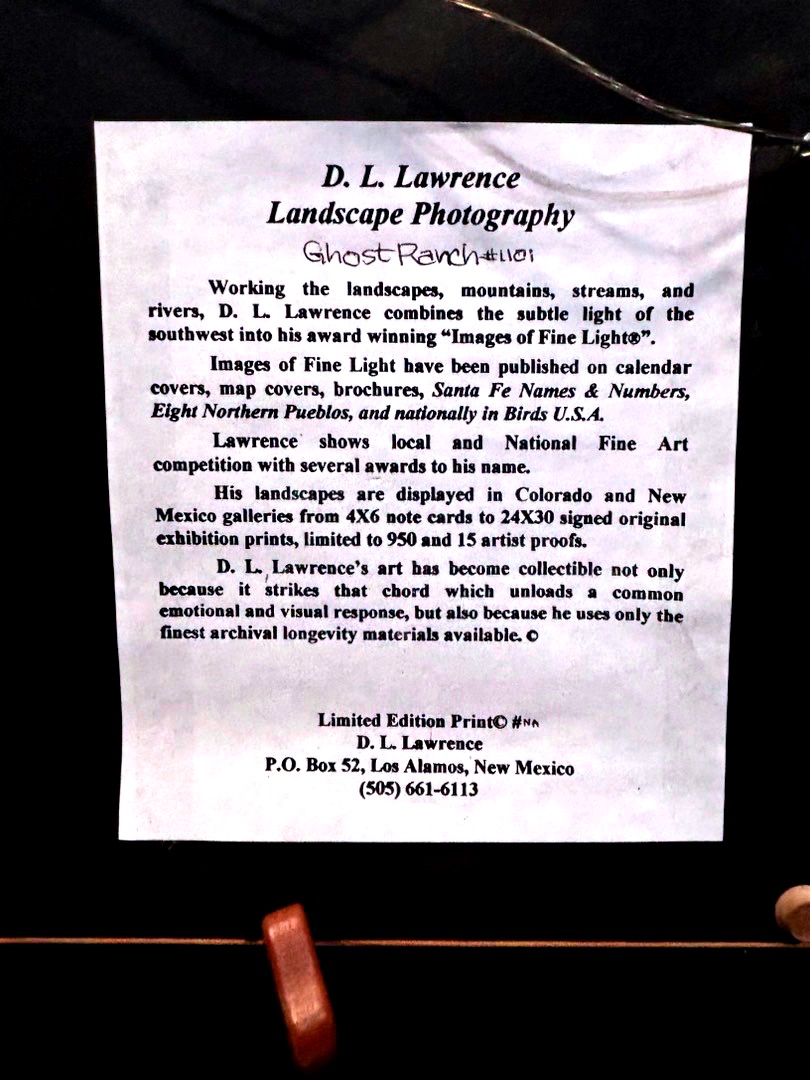 D. L. Lawrence
Landscape Photography
Ghost Ranch #1101
Working the landscapes, mountains, streams, and
rivers, D. L. Lawrence combines the subtle light of the
southwest into his award winning “Images of Fine Light®”.
Images of Fine Light have been published on calendar
covers, map covers, brochures, Santa Fe Names & Numbers,
Eight Northern Pueblos, and nationally in Birds U.S.A.
Lawrence shows local and National Fine Art
competition with several awards to his name.
His landscapes are displayed in Colorado and New
Mexico galleries from 4X6 note cards to 24X30 signed original
exhibition prints, limited to 950 and 15 artist proofs.
D. L. Lawrence’s art has become collectible not only
because it strikes that chord which unloads a common
emotional and visual response, but also because he uses only the
finest archival longevity materials available. ©
Limited Edition Print© #NA
D. L. Lawrence
P.O. Box 52, Los Alamos, New Mexico
(505) 661-6113